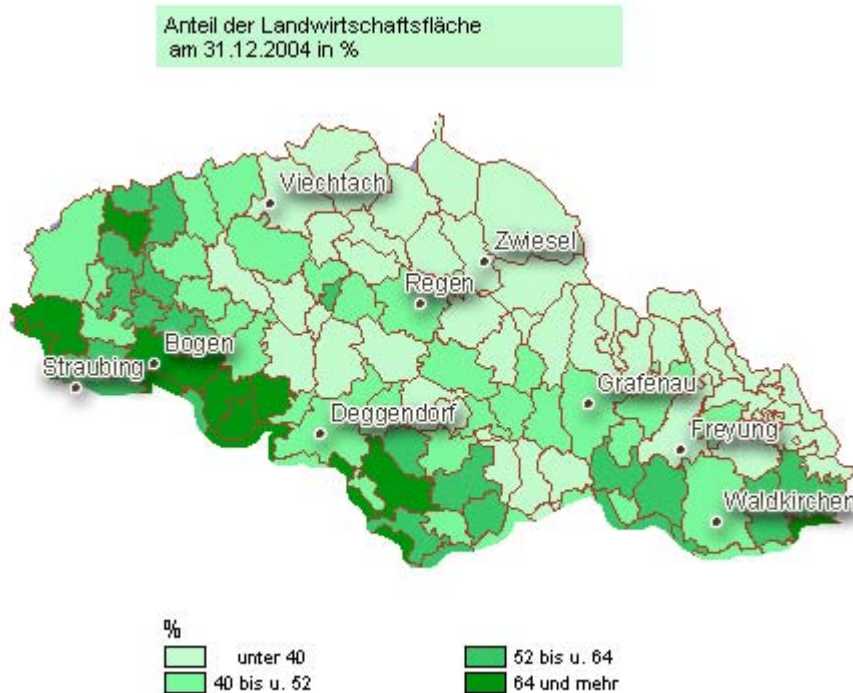 Anteil der Landwirtschaftsfläche
am 31.12.2004 in %
Viechtach
Zwiesel
Regen
Bogen
Straubing
Grafenau
Deggendorf
Freyung
Waldkirchen
%
unter 40
52 bis u. 64
40 bis u. 52
64 und mehr